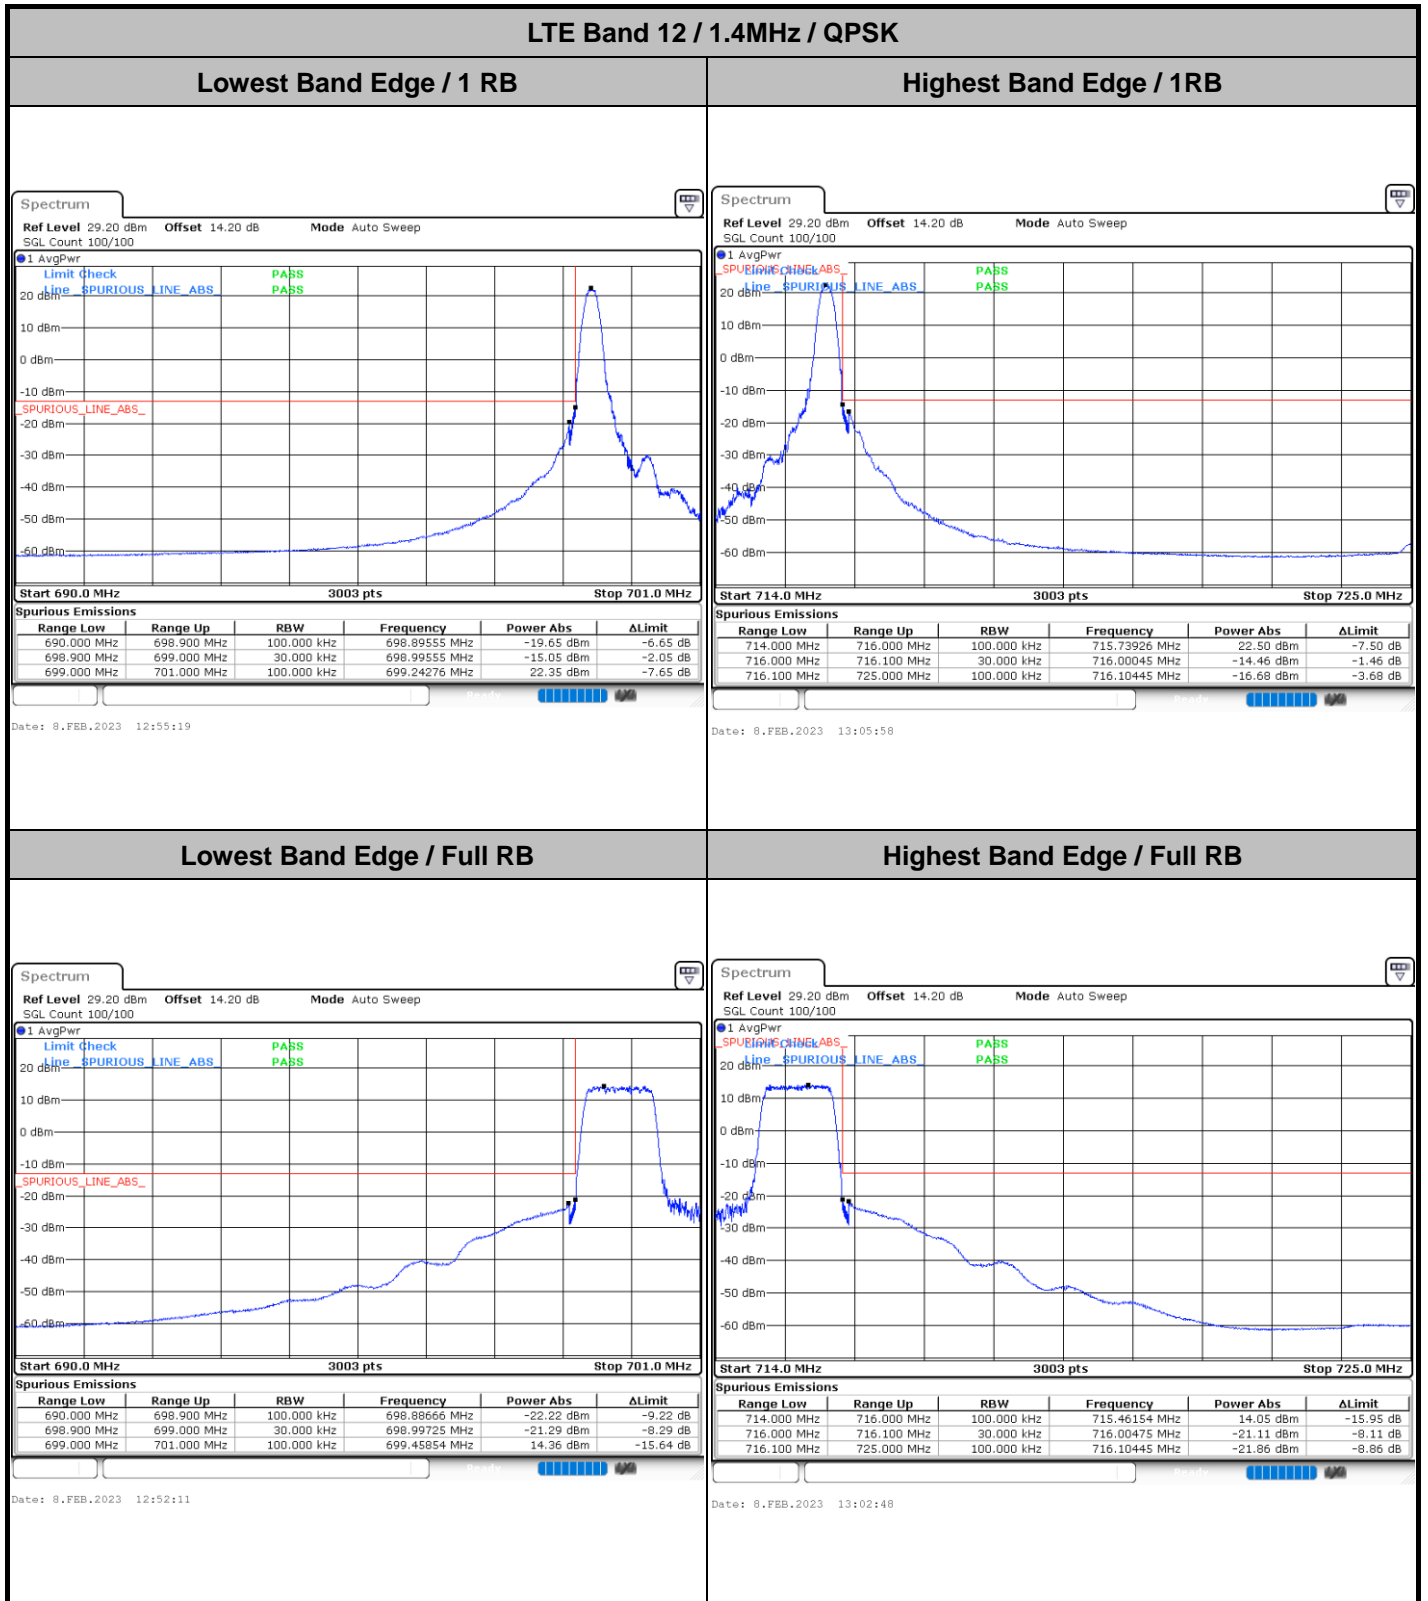 LTE Band 12 / 1.4MHz / QPSK
Lowest Band Edge / 1 RB
Highest Band Edge / 1RB
Spectrum
Ref Level 29.20 dBm Offset 14.20 dB Mode Auto Sweep
SGL Count 100/100
1 AvgPwr
Limit Check PASS
Line _SPURIOUS_LINE_ABS_ PASS
20 dBm
10 dBm
0 dBm
-10 dBm
_SPURIOUS_LINE_ABS_
-20 dBm
-30 dBm
-40 dBm
-50 dBm
-60 dBm
Start 690.0 MHz 3003 pts Stop 701.0 MHz
Spurious Emissions
Range Low Range Up RBW Frequency Power Abs ΔLimit
690.000 MHz 698.900 MHz 100.000 kHz 698.89555 MHz -19.65 dBm -6.65 dB
698.900 MHz 699.000 MHz 30.000 kHz 698.99555 MHz -15.05 dBm -2.05 dB
699.000 MHz 701.000 MHz 100.000 kHz 699.24276 MHz 22.35 dBm -7.65 dB
Ready
Date: 8.FEB.2023 12:55:19
Spectrum
Ref Level 29.20 dBm Offset 14.20 dB Mode Auto Sweep
SGL Count 100/100
1 AvgPwr
_SPURIOUS_LINE_ABS_
Limit Check PASS
Line _SPURIOUS_LINE_ABS_ PASS
20 dBm
10 dBm
0 dBm
-10 dBm
-20 dBm
-30 dBm
-40 dBm
-50 dBm
-60 dBm
Start 714.0 MHz 3003 pts Stop 725.0 MHz
Spurious Emissions
Range Low Range Up RBW Frequency Power Abs ΔLimit
714.000 MHz 716.000 MHz 100.000 kHz 715.73926 MHz 22.50 dBm -7.50 dB
716.000 MHz 716.100 MHz 30.000 kHz 716.00045 MHz -14.46 dBm -1.46 dB
716.100 MHz 725.000 MHz 100.000 kHz 716.10445 MHz -16.68 dBm -3.68 dB
Ready
Date: 8.FEB.2023 13:05:58
Lowest Band Edge / Full RB
Highest Band Edge / Full RB
Spectrum
Ref Level 29.20 dBm Offset 14.20 dB Mode Auto Sweep
SGL Count 100/100
1 AvgPwr
Limit Check PASS
Line _SPURIOUS_LINE_ABS_ PASS
20 dBm
10 dBm
0 dBm
-10 dBm
_SPURIOUS_LINE_ABS_
-20 dBm
-30 dBm
-40 dBm
-50 dBm
-60 dBm
Start 690.0 MHz 3003 pts Stop 701.0 MHz
Spurious Emissions
Range Low Range Up RBW Frequency Power Abs ΔLimit
690.000 MHz 698.900 MHz 100.000 kHz 698.88666 MHz -22.22 dBm -9.22 dB
698.900 MHz 699.000 MHz 30.000 kHz 698.99725 MHz -21.29 dBm -8.29 dB
699.000 MHz 701.000 MHz 100.000 kHz 699.45854 MHz 14.36 dBm -15.64 dB
Ready
Date: 8.FEB.2023 12:52:11
Spectrum
Ref Level 29.20 dBm Offset 14.20 dB Mode Auto Sweep
SGL Count 100/100
1 AvgPwr
_SPURIOUS_LINE_ABS_
Limit Check PASS
Line _SPURIOUS_LINE_ABS_ PASS
20 dBm
10 dBm
0 dBm
-10 dBm
-20 dBm
-30 dBm
-40 dBm
-50 dBm
-60 dBm
Start 714.0 MHz 3003 pts Stop 725.0 MHz
Spurious Emissions
Range Low Range Up RBW Frequency Power Abs ΔLimit
714.000 MHz 716.000 MHz 100.000 kHz 715.46154 MHz 14.05 dBm -15.95 dB
716.000 MHz 716.100 MHz 30.000 kHz 716.00475 MHz -21.11 dBm -8.11 dB
716.100 MHz 725.000 MHz 100.000 kHz 716.10445 MHz -21.86 dBm -8.86 dB
Ready
Date: 8.FEB.2023 13:02:48